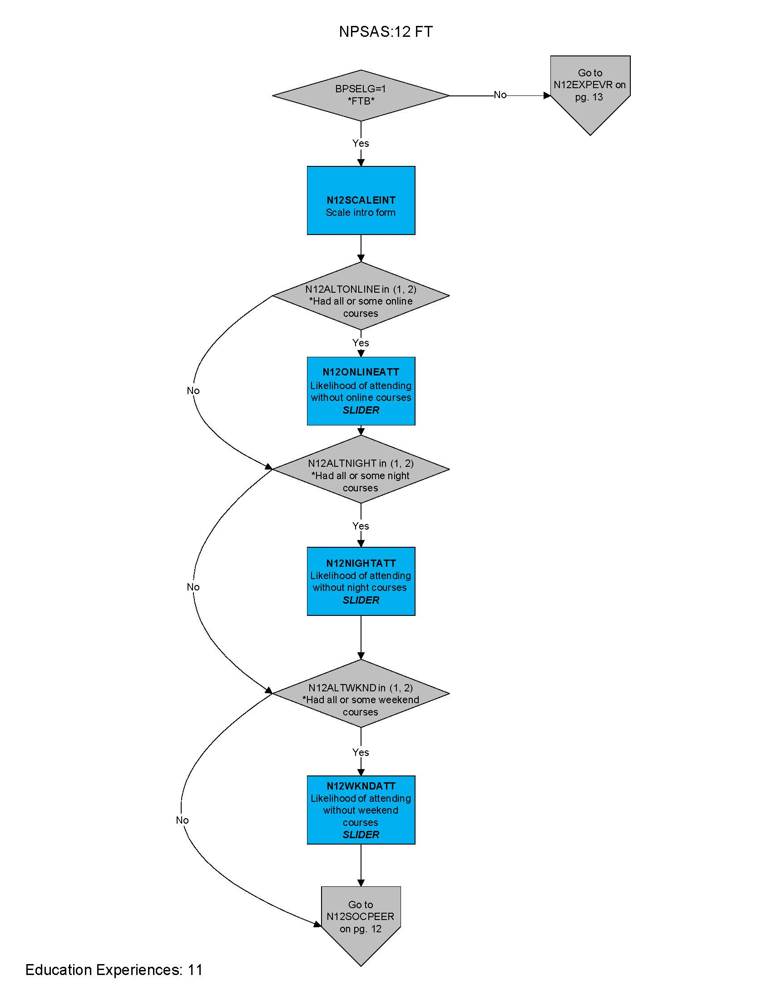 NPSAS:12 FT
BPSELG=1
*FTB*
No
Go to
N12EXPEVR on
pg. 13
Yes
N12SCALEINT
Scale intro form
N12ALTONLINE in (1, 2)
*Had all or some online
courses
Yes
N12ONLINEATT
Likelihood of attending
without online courses
SLIDER
No
N12ALTNIGHT in (1, 2)
*Had all or some night
courses
Yes
N12NIGHTATT
Likelihood of attending
without night courses
SLIDER
No
N12ALTWKND in (1, 2)
*Had all or some weekend
courses
Yes
N12WKNDATT
Likelihood of attending
without weekend
courses
SLIDER
No
Go to
N12SOCPEER
on pg. 12
Education Experiences: 11